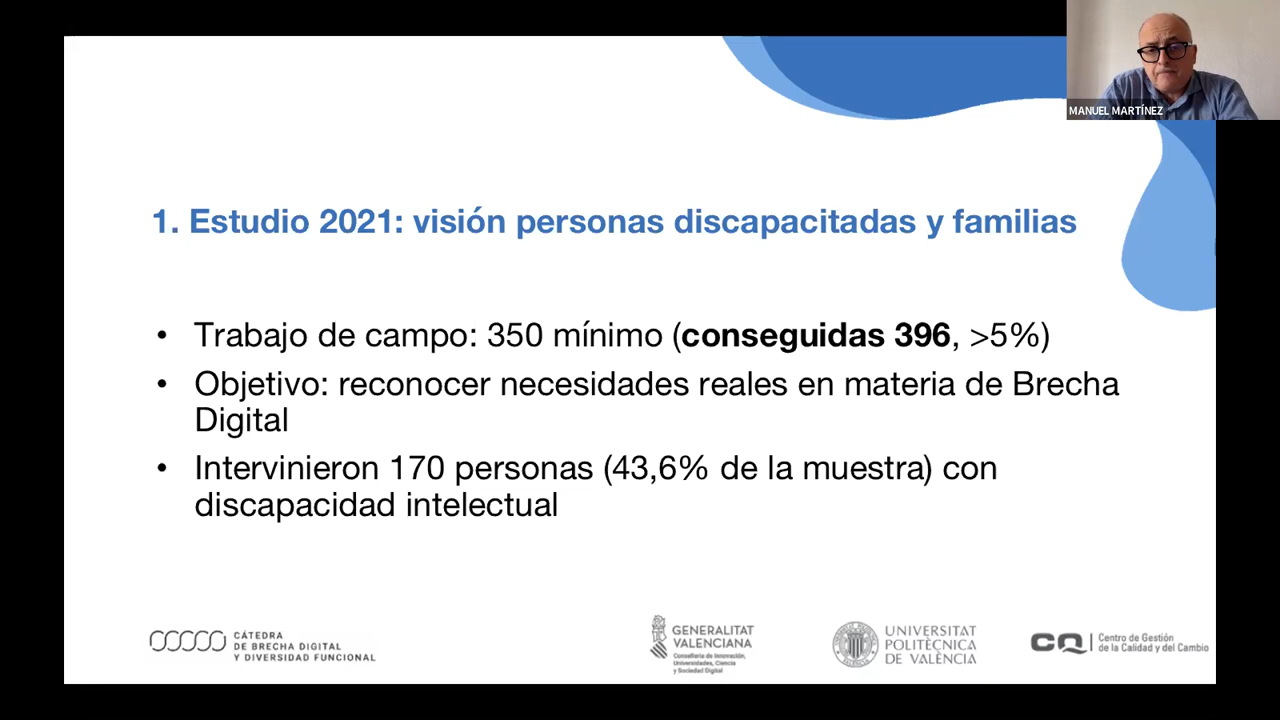 MANUEL MARTÍNEZ
1. Estudio 2021: visión personas discapacitadas y familias
• Trabajo de campo: 350 mínimo (conseguidas 396, >5%)
• Objetivo: reconocer necesidades reales en materia de Brecha
Digital
• Intervinieron 170 personas (43,6% de la muestra) con
discapacidad intelectual
CÁTEDRA
DE BRECHA DIGITAL
Y DIVERSIDAD FUNCIONAL
GENERALITAT
VALENCIANA
Conselleria de Innovación,
Universidades, Ciencia
y Sociedad Digital
UNIVERSITAT
POLITÈCNICA
DE VALÈNCIA
CQ
Centro de Gestión
de la Calidad y del Cambio